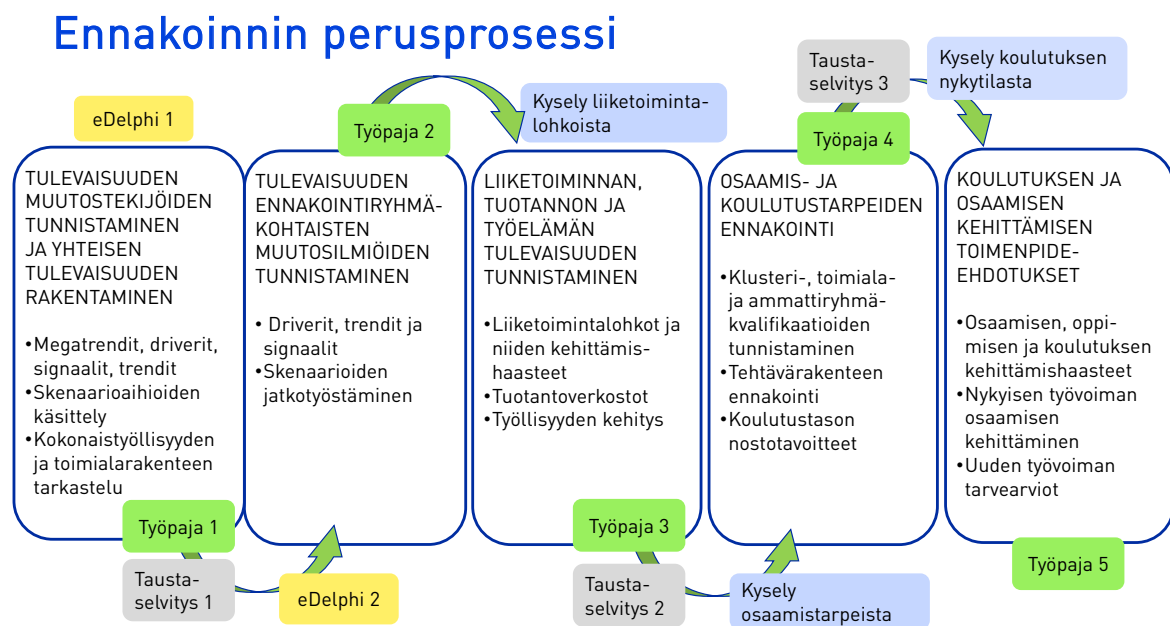 Ennakoinnin perusprosessi
eDelphi 1
TULEVAISUUDEN
MUUTOSTEKIJÖIDEN
TUNNISTAMINEN
JA YHTEISEN
TULEVAISUUDEN
RAKENTAMINEN
•Megatrendit, driverit,
signaalit, trendit
•Skenaarioaihioiden
käsittely
•Kokonaistyöllisyyden
ja toimialarakenteen
tarkastelu
Työpaja 1
Tausta-
selvitys 1
eDelphi 2
Työpaja 2
TULEVAISUUDEN
ENNAKOINTIRYHMÄ-
KOHTAISTEN
MUUTOSILMIÖIDEN
TUNNISTAMINEN
• Driverit, trendit ja
signaalit
•Skenaarioiden
jatkotyöstäminen
Kysely liiketoiminta-
lohkoista
LIIKETOIMINNAN,
TUOTANNON JA
TYÖELÄMÄN
TULEVAISUUDEN
TUNNISTAMINEN
•Liiketoimintalohkot ja
niiden kehittämis-
haasteet
•Tuotantoverkostot
•Työllisyyden kehitys
Työpaja 3
Tausta-
selvitys 2
Kysely
osaamistarpeista
Tausta-
selvitys 3
Työpaja 4
OSAAMIS- JA
KOULUTUSTARPEIDEN
ENNAKOINTI
•Klusteri-, toimiala-
ja ammattiryhmä-
kvalifikaatioiden
tunnistaminen
•Tehtävärakenteen
ennakointi
•Koulutustason
nostotavoitteet
Kysely koulutuksen
nykytilasta
KOULUTUKSEN JA
OSAAMISEN
KEHITTÄMISEN
TOIMENPIDE-
EHDOTUKSET
•Osaamisen, oppi-
misen ja koulutuksen
kehittämishaasteet
•Nykyisen työvoiman
osaamisen
kehittäminen
•Uuden työvoiman
tarvearviot
Työpaja 5